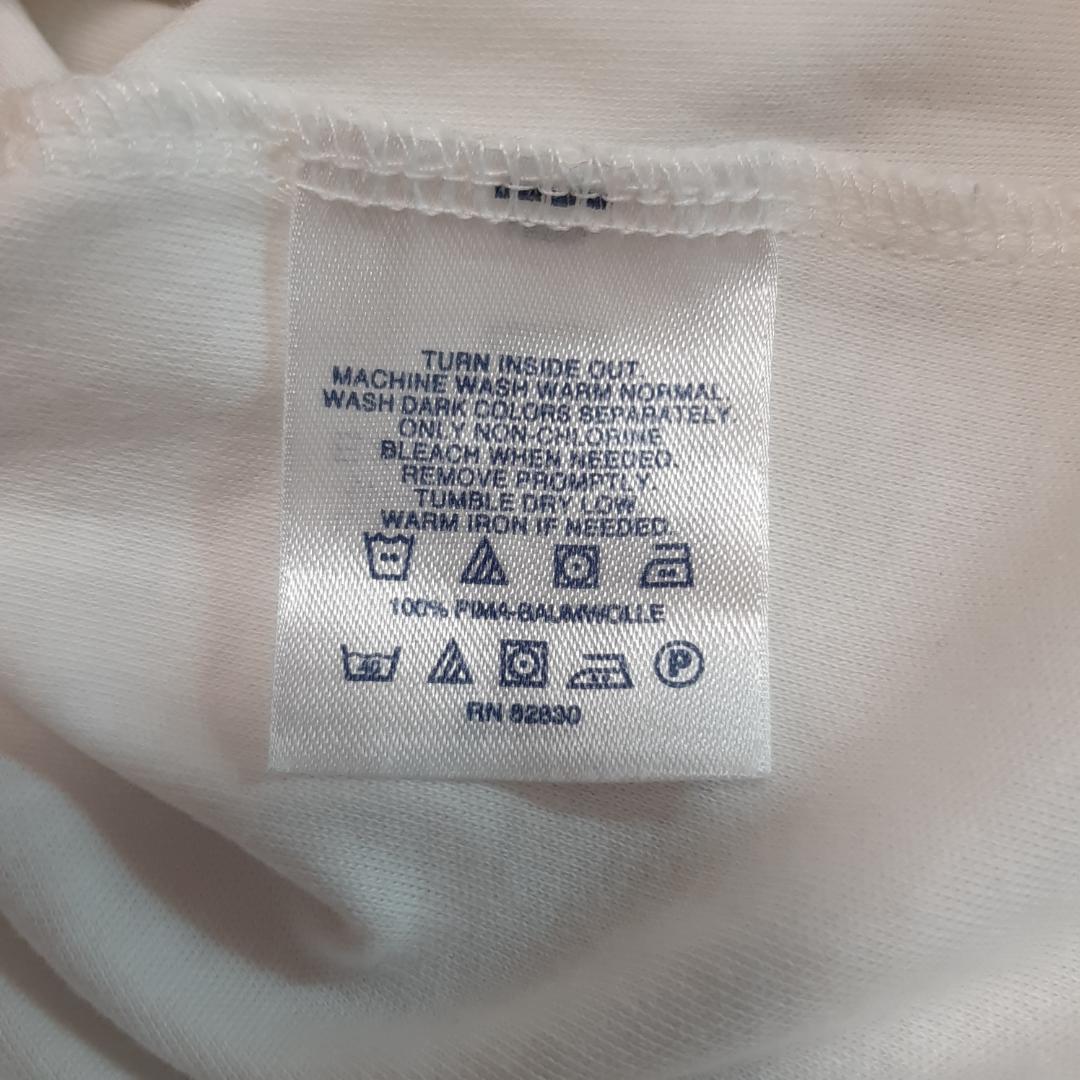 TURN INSIDE OUT.
MACHINE WASH WARM NORMAL
WASH DARK COLORS SEPARATELY.
ONLY NON-CHLORINE
BLEACH WHEN NEEDED.
REMOVE PROMPTLY.
TUMBLE DRY LOW
WARM IRON IF NEEDED.
100% PIMA-BAUMWOLLE
40 P
RN 82830